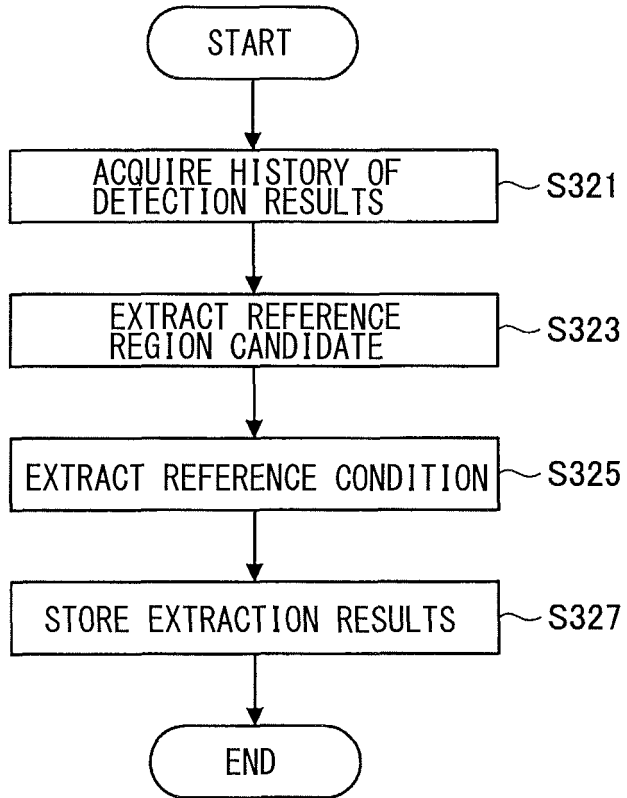 START
ACQUIRE HISTORY OF
DETECTION RESULTS
S321
EXTRACT REFERENCE
REGION CANDIDATE
S323
EXTRACT REFERENCE CONDITION
S325
STORE EXTRACTION RESULTS
S327
END